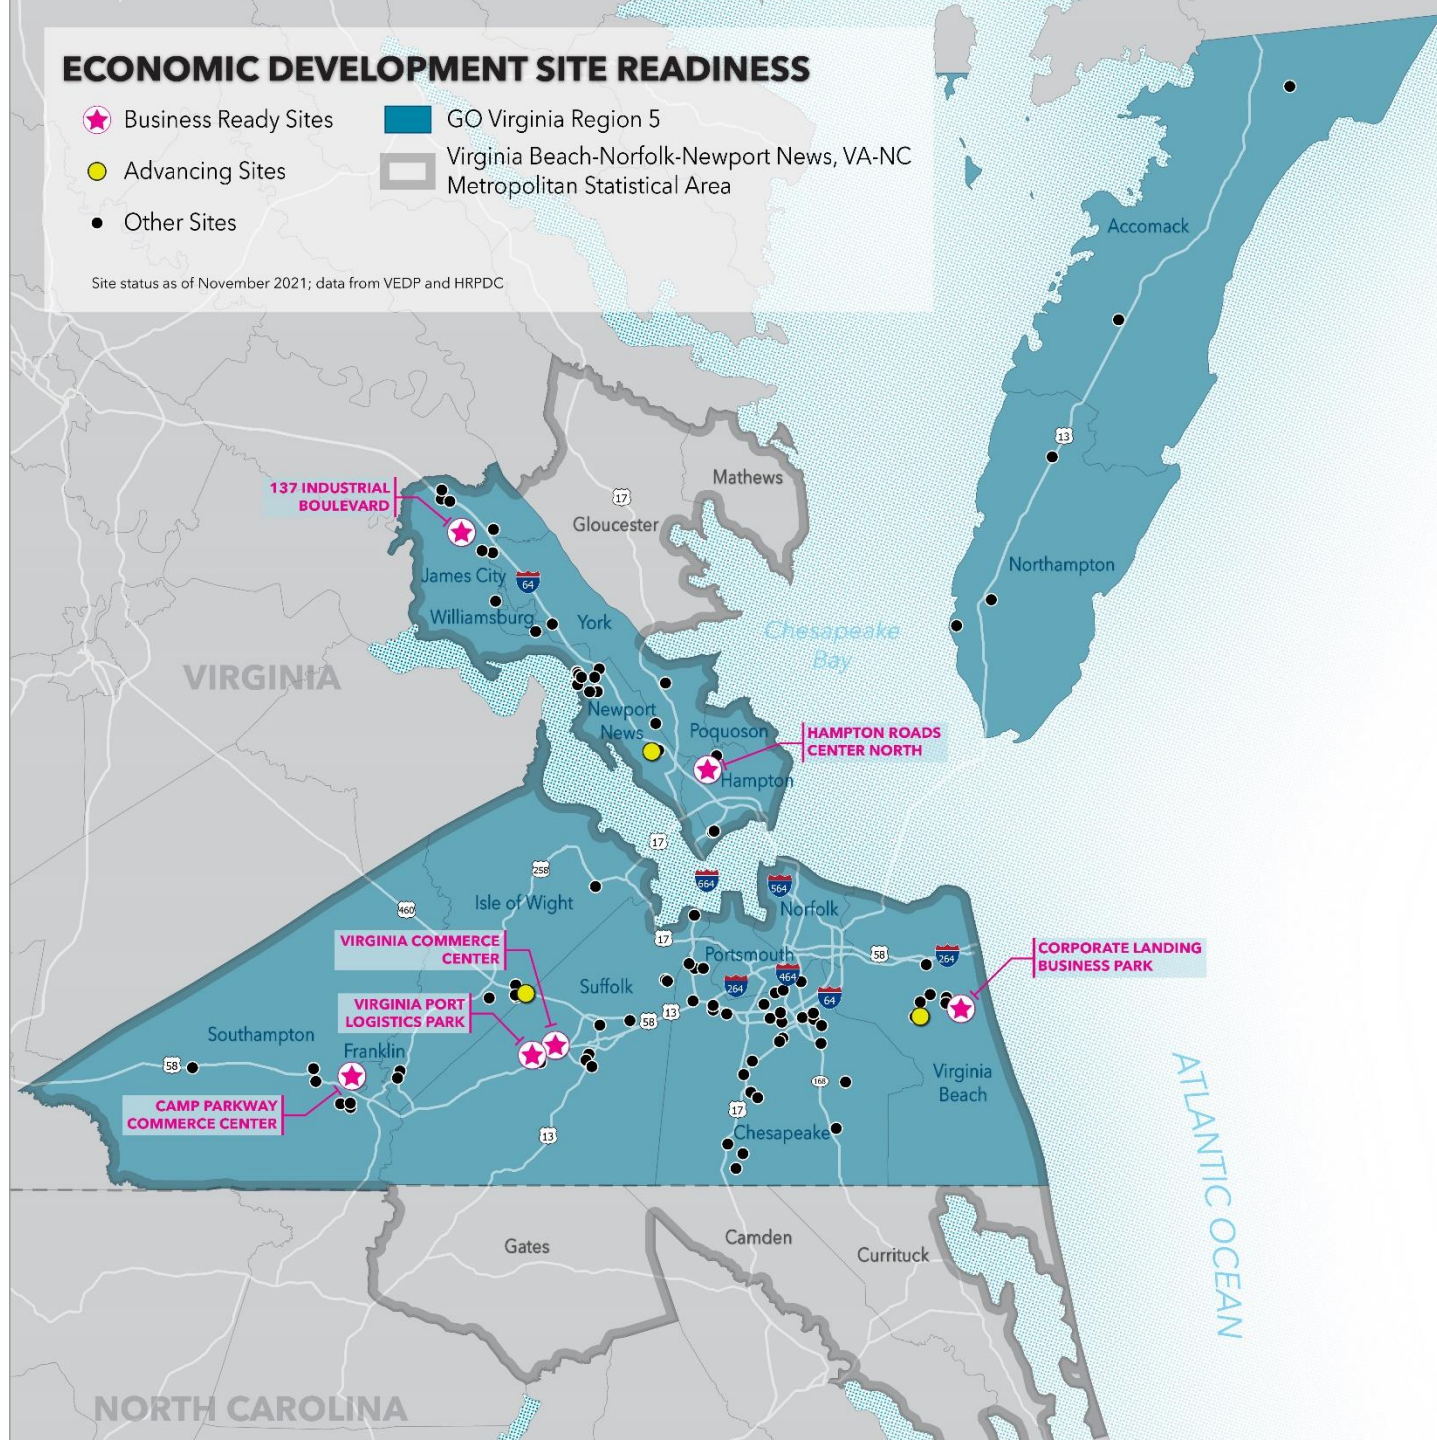 ECONOMIC DEVELOPMENT SITE READINESS
Business Ready Sites
Advancing Sites
Other Sites
GO Virginia Region 5
Virginia Beach-Norfolk-Newport News, VA-NC
Metropolitan Statistical Area
Site status as of November 2021; data from VEDP and HRPDC
Accomack
13
Northampton
Mathews
17
Gloucester
137 INDUSTRIAL
BOULEVARD
James City
64
Williamsburg
York
Chesapeake
Bay
VIRGINIA
Newport
News
Poquoson
HAMPTON ROADS
CENTER NORTH
Hampton
17
664
564
258
Isle of Wight
460
Norfolk
VIRGINIA COMMERCE
CENTER
17
Portsmouth
58
264
CORPORATE LANDING
BUSINESS PARK
464
264
64
Suffolk
VIRGINIA PORT
LOGISTICS PARK
13
58
Southampton
Franklin
58
CAMP PARKWAY
COMMERCE CENTER
168
Virginia
Beach
17
13
Chesapeake
ATLANTIC OCEAN
Gates
Camden
Currituck
NORTH CAROLINA